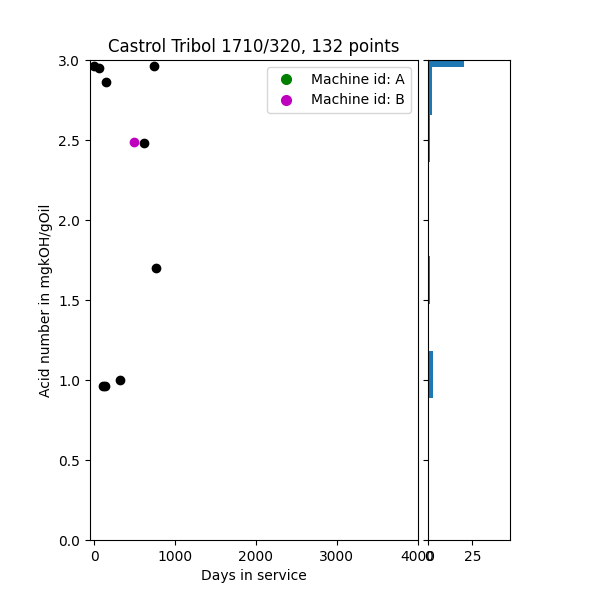 Castrol Tribol 1710/320, 132 points
Machine id: A
Machine id: B
3.0
2.5
2.0
1.5
1.0
0.5
0.0
Acid number in mgkOH/gOil
0 1000 2000 3000 4000
0 25
Days in service